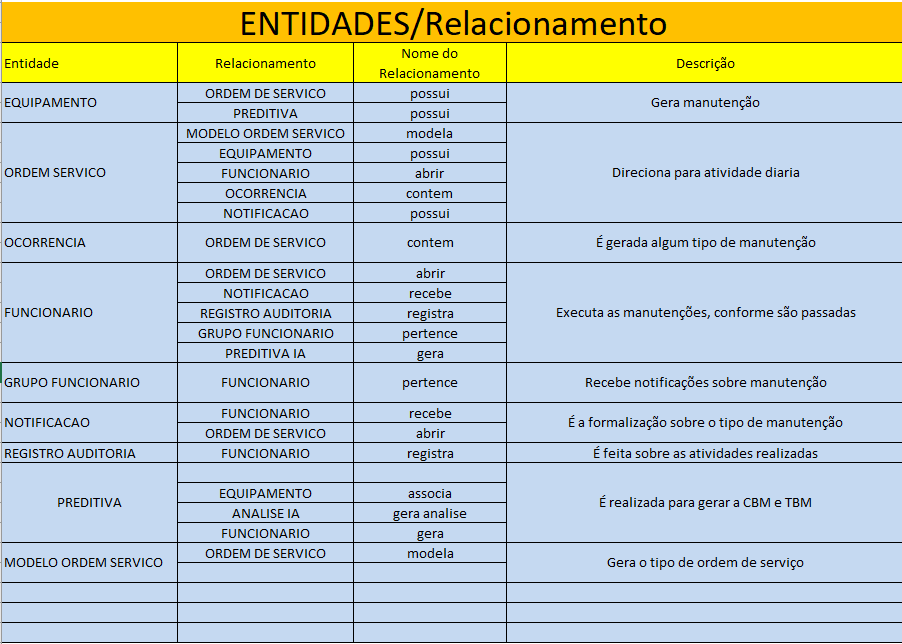 ENTIDADES/Relacionamento
Entidade Relacionamento Nome do Relacionamento Descrição
EQUIPAMENTO ORDEM DE SERVICO possui Gera manutenção
PREDITIVA possui
ORDEM SERVICO MODELO ORDEM SERVICO modela Direciona para atividade diaria
EQUIPAMENTO possui
FUNCIONARIO abrir
OCORRENCIA contem
NOTIFICACAO possui
OCORRENCIA ORDEM DE SERVICO contem É gerada algum tipo de manutenção
FUNCIONARIO ORDEM DE SERVICO abrir Executa as manutenções, conforme são passadas
NOTIFICACAO recebe
REGISTRO AUDITORIA registra
GRUPO FUNCIONARIO pertence
PREDITIVA IA gera
GRUPO FUNCIONARIO FUNCIONARIO pertence Recebe notificações sobre manutenção
NOTIFICACAO FUNCIONARIO recebe É a formalização sobre o tipo de manutenção
ORDEM DE SERVICO abrir
REGISTRO AUDITORIA FUNCIONARIO registra É feita sobre as atividades realizadas
PREDITIVA EQUIPAMENTO associa É realizada para gerar a CBM e TBM
ANALISE IA gera analise
FUNCIONARIO gera
MODELO ORDEM SERVICO ORDEM DE SERVICO modela Gera o tipo de ordem de serviço